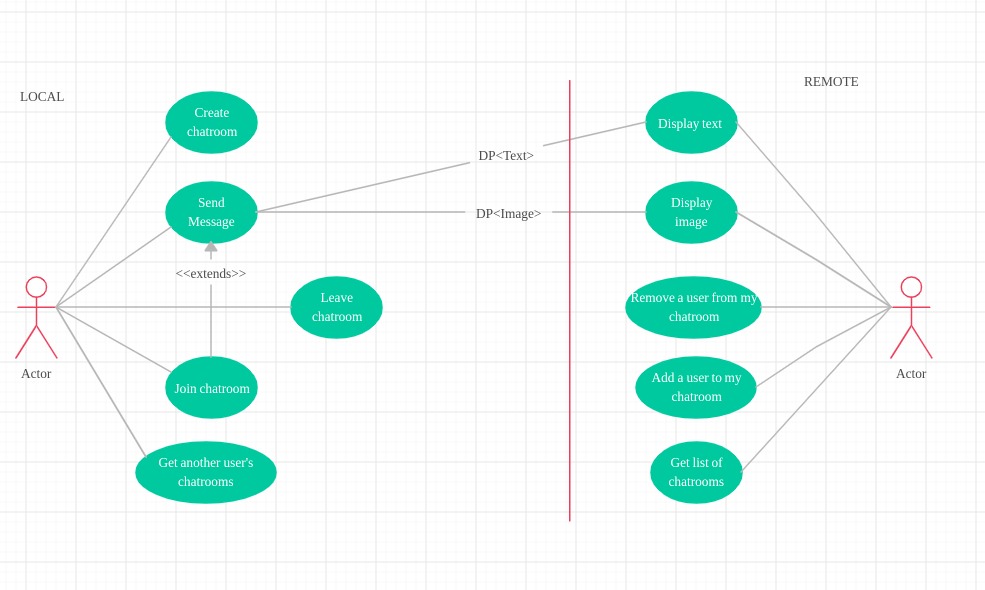 LOCAL
REMOTE
Create
chatroom
Display text
DP<Text>
Send
Message
DP<Image>
Display
image
<<extends>>
Leave
chatroom
Remove a user from my
chatroom
Actor
Join chatroom
Add a user to my
chatroom
Actor
Get another user's
chatrooms
Get list of
chatrooms